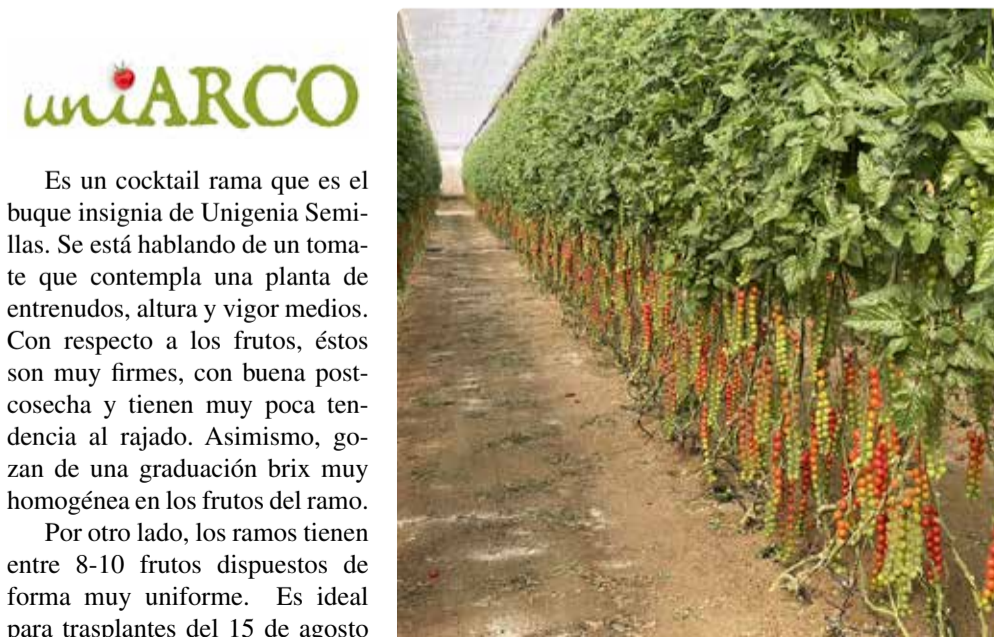 uniARCO
Es un cocktail rama que es el
buque insignia de Unigenia Semi-
llas. Se está hablando de un toma-
te que contempla una planta de
entrenudos, altura y vigor medios.
Con respecto a los frutos, éstos
son muy firmes, con buena post-
cosecha y tienen muy poca ten-
dencia al rajado. Asimismo, go-
zan de una graduación brix muy
homogénea en los frutos del ramo.
Por otro lado, los ramos tienen
entre 8-10 frutos dispuestos de
forma muy uniforme. Es ideal
para trasplantes del 15 de agosto